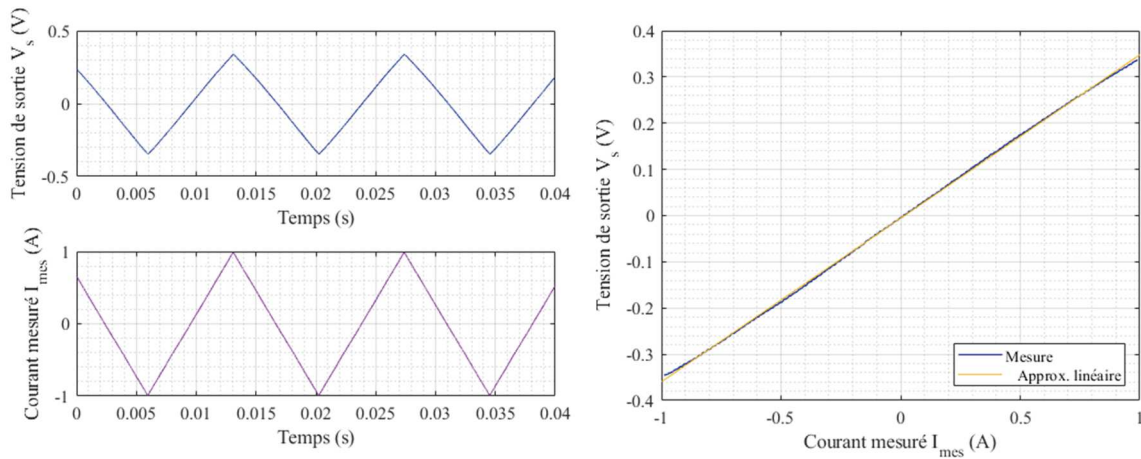 Tension de sortie V_s (V)
0.5
0
-0.5
0 0.005 0.01 0.015 0.02 0.025 0.03 0.035 0.04
Temps (s)
Courant mesuré I_mes (A)
1
0
-1
0 0.005 0.01 0.015 0.02 0.025 0.03 0.035 0.04
Temps (s)
Tension de sortie V_s (V)
0.4
0.3
0.2
0.1
0
-0.1
-0.2
-0.3
-0.4
-1 -0.5 0 0.5 1
Courant mesuré I_mes (A)
Mesure
Approx. linéaire